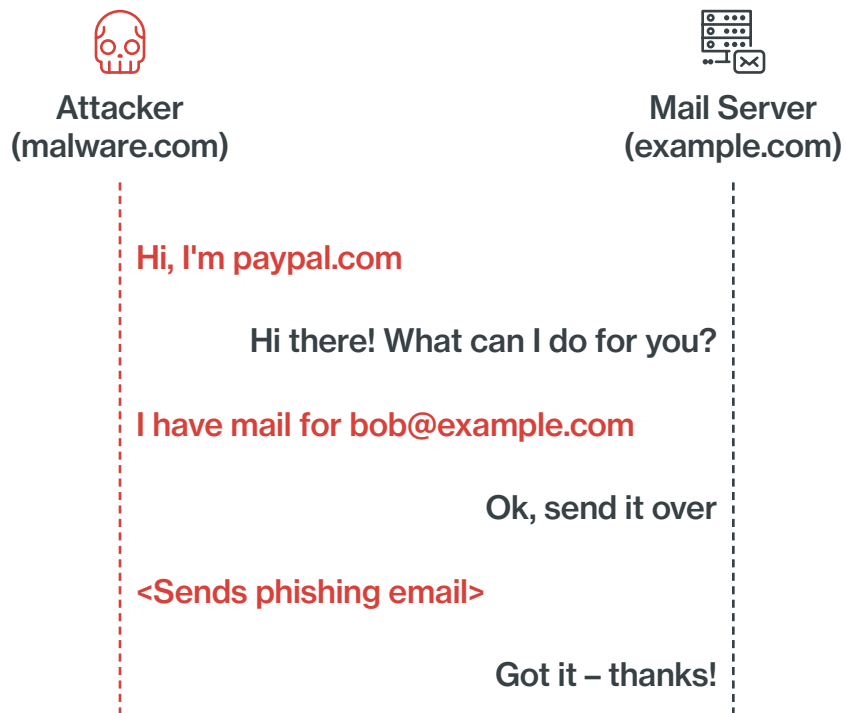 Attacker
(malware.com)
Mail Server
(example.com)
Hi, I'm paypal.com
Hi there! What can I do for you?
I have mail for bob@example.com
Ok, send it over
<Sends phishing email>
Got it – thanks!